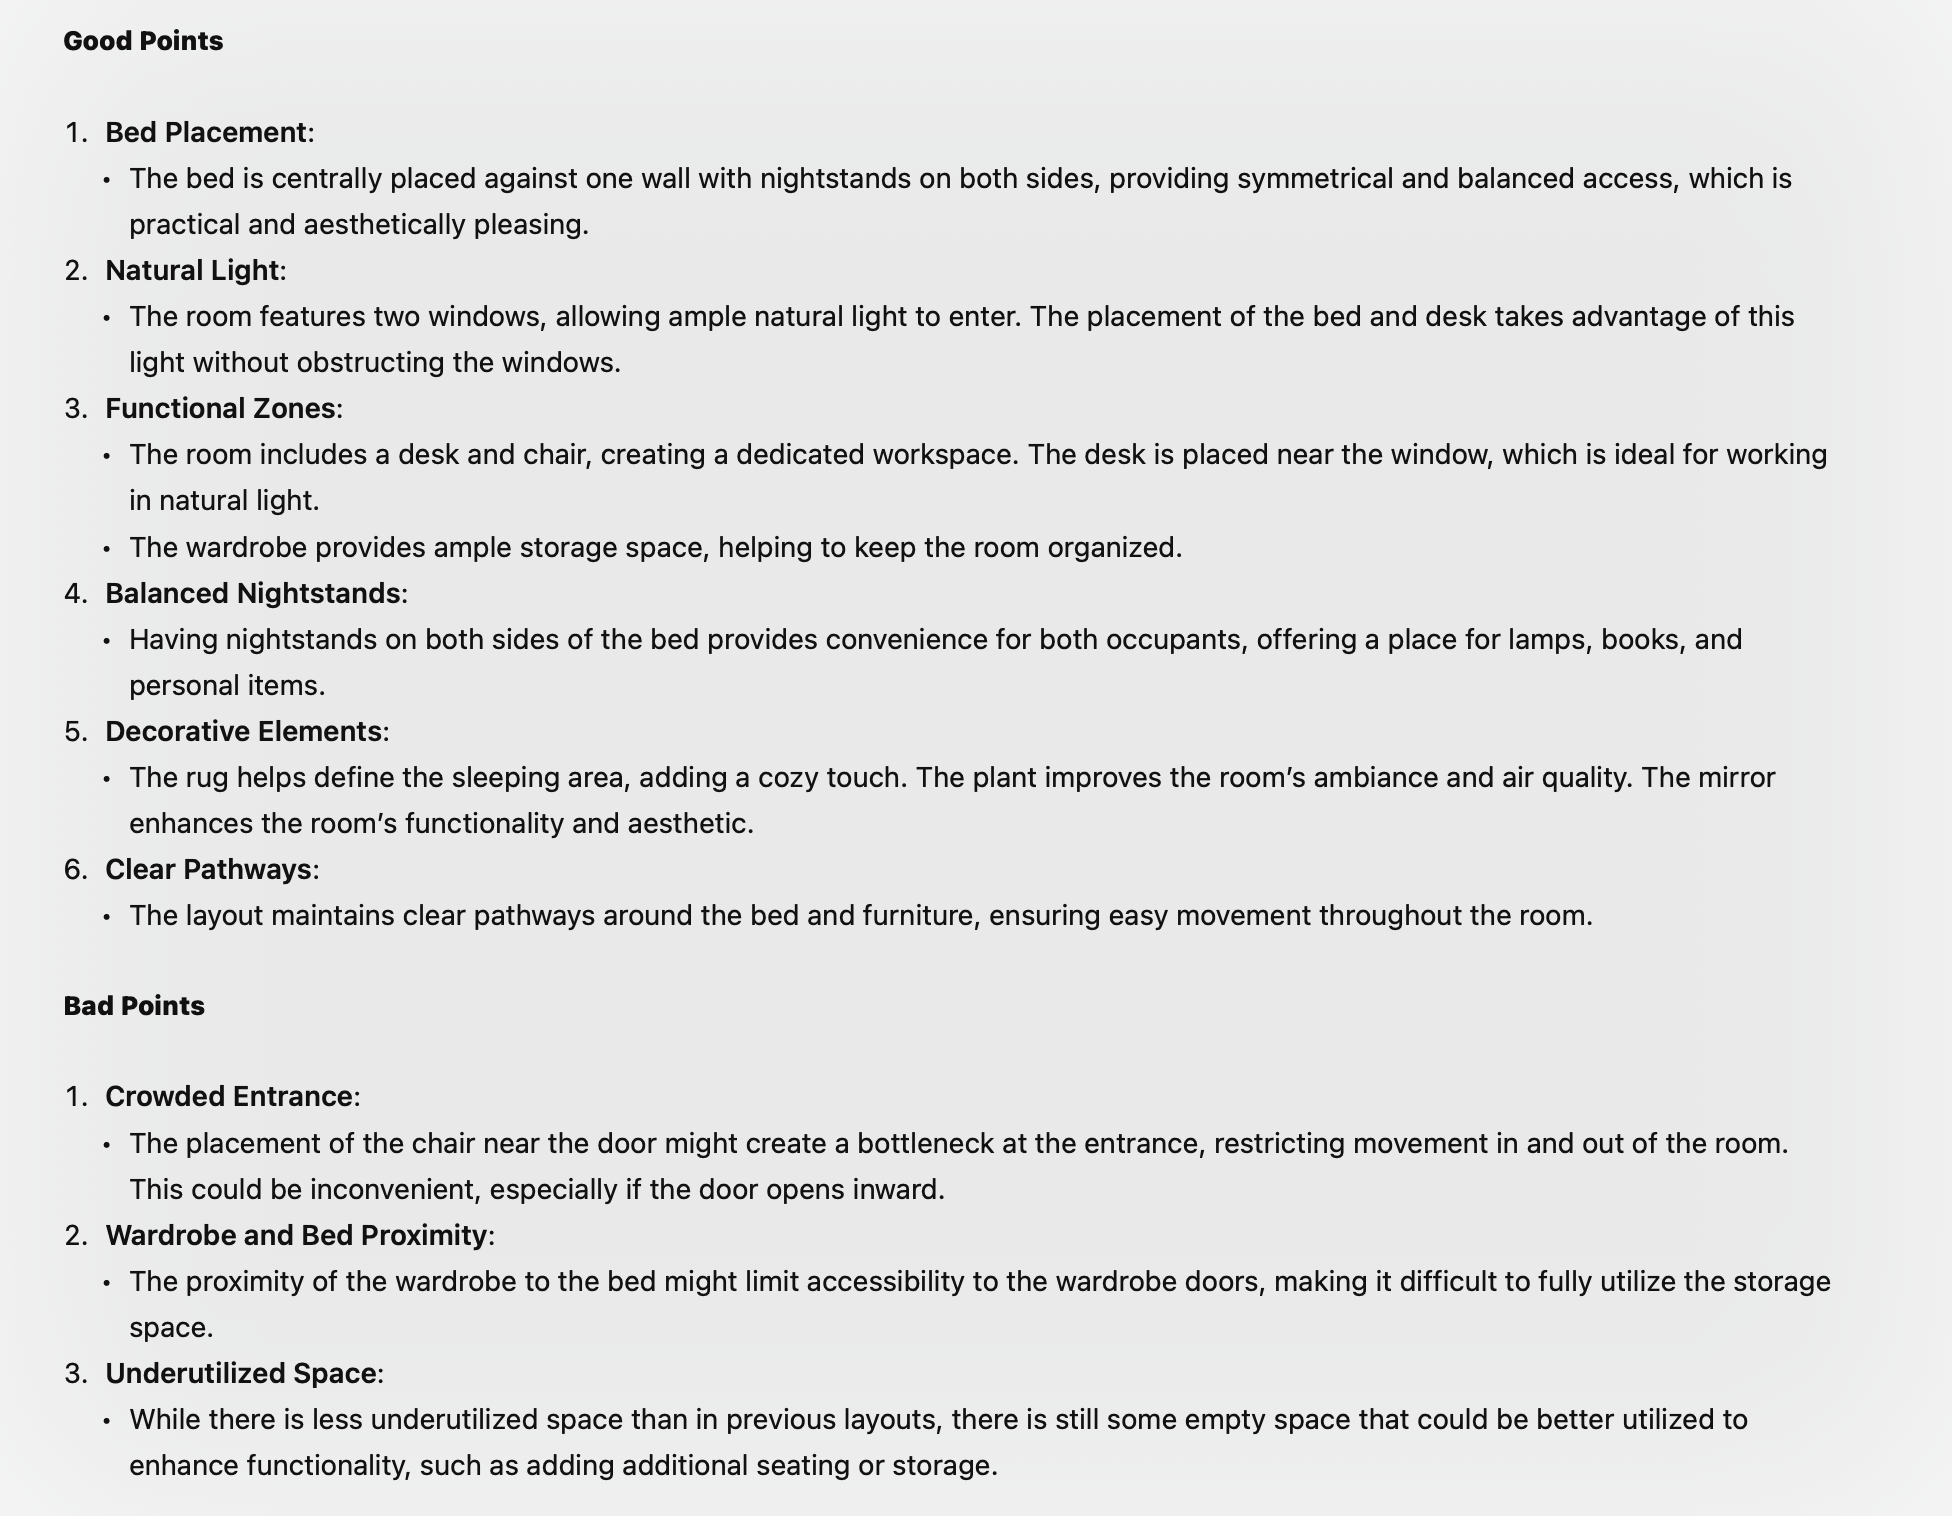 Good Points
1. Bed Placement:
• The bed is centrally placed against one wall with nightstands on both sides, providing symmetrical and balanced access, which is
practical and aesthetically pleasing.
2. Natural Light:
• The room features two windows, allowing ample natural light to enter. The placement of the bed and desk takes advantage of this
light without obstructing the windows.
3. Functional Zones:
• The room includes a desk and chair, creating a dedicated workspace. The desk is placed near the window, which is ideal for working
in natural light.
• The wardrobe provides ample storage space, helping to keep the room organized.
4. Balanced Nightstands:
• Having nightstands on both sides of the bed provides convenience for both occupants, offering a place for lamps, books, and
personal items.
5. Decorative Elements:
• The rug helps define the sleeping area, adding a cozy touch. The plant improves the room’s ambiance and air quality. The mirror
enhances the room’s functionality and aesthetic.
6. Clear Pathways:
• The layout maintains clear pathways around the bed and furniture, ensuring easy movement throughout the room.
Bad Points
1. Crowded Entrance:
• The placement of the chair near the door might create a bottleneck at the entrance, restricting movement in and out of the room.
This could be inconvenient, especially if the door opens inward.
2. Wardrobe and Bed Proximity:
• The proximity of the wardrobe to the bed might limit accessibility to the wardrobe doors, making it difficult to fully utilize the storage
space.
3. Underutilized Space:
• While there is less underutilized space than in previous layouts, there is still some empty space that could be better utilized to
enhance functionality, such as adding additional seating or storage.